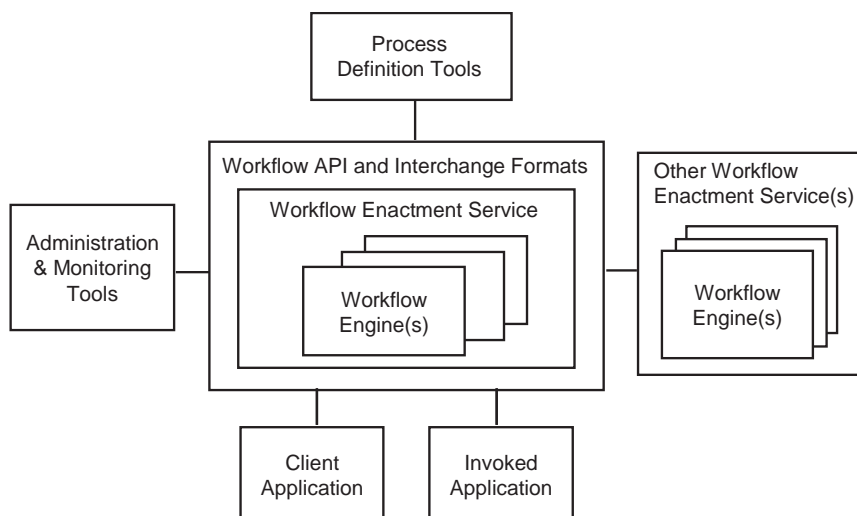 Process
Definition Tools
Workflow API and Interchange Formats
Workflow Enactment Service
Workflow
Engine(s)
Administration
& Monitoring
Tools
Other Workflow
Enactment Service(s)
Workflow
Engine(s)
Client
Application
Invoked
Application